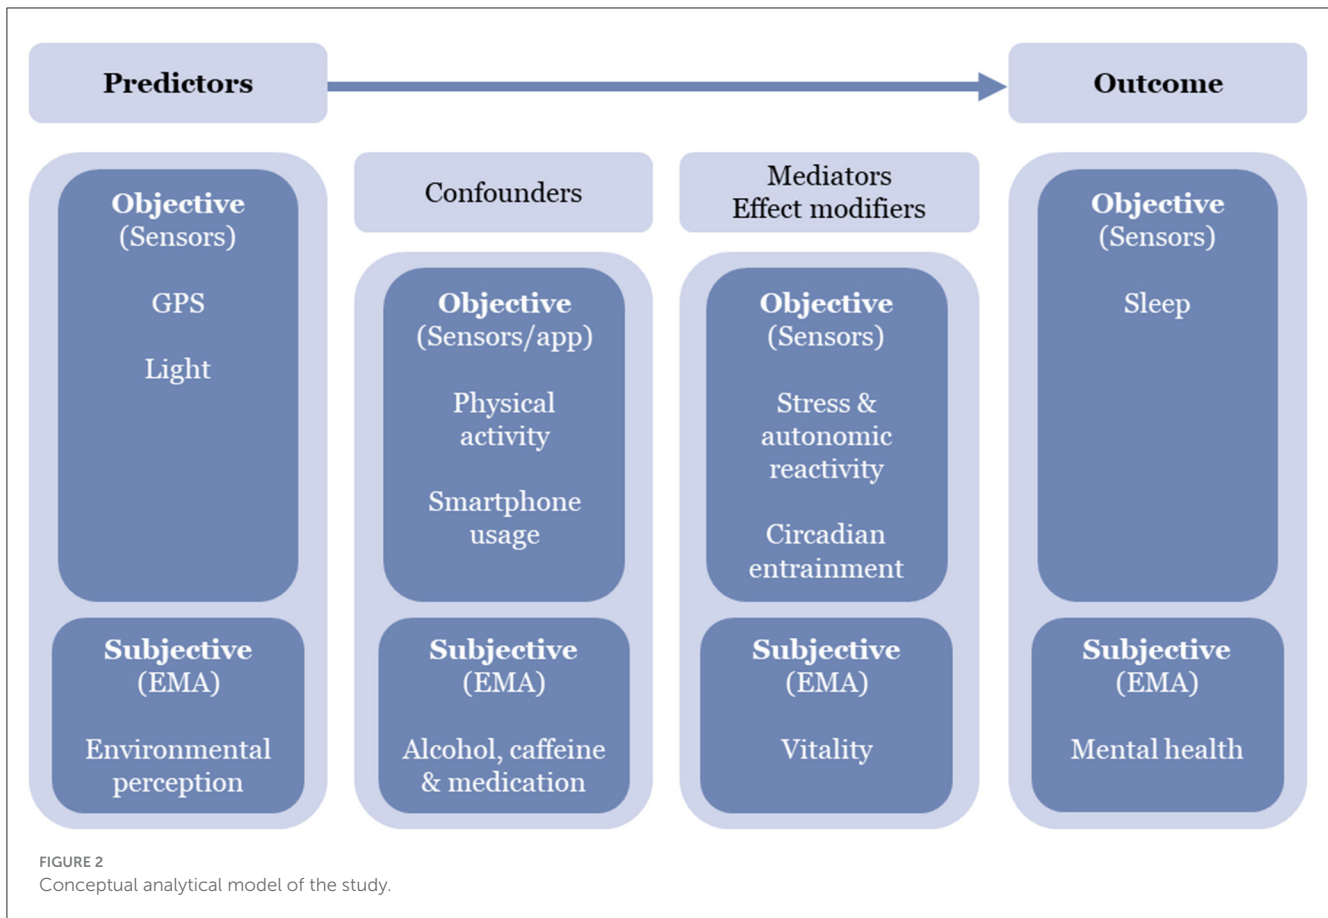 Predictors
Outcome
Objective
(Sensors)
GPS
Light
Subjective
(EMA)
Environmental
perception
Confounders
Objective
(Sensors/app)
Physical
activity
Smartphone
usage
Subjective
(EMA)
Alcohol, caffeine
& medication
Mediators
Effect modifiers
Objective
(Sensors)
Stress &
autonomic
reactivity
Circadian
entrainment
Subjective
(EMA)
Vitality
Objective
(Sensors)
Sleep
Subjective
(EMA)
Mental health
FIGURE 2
Conceptual analytical model of the study.